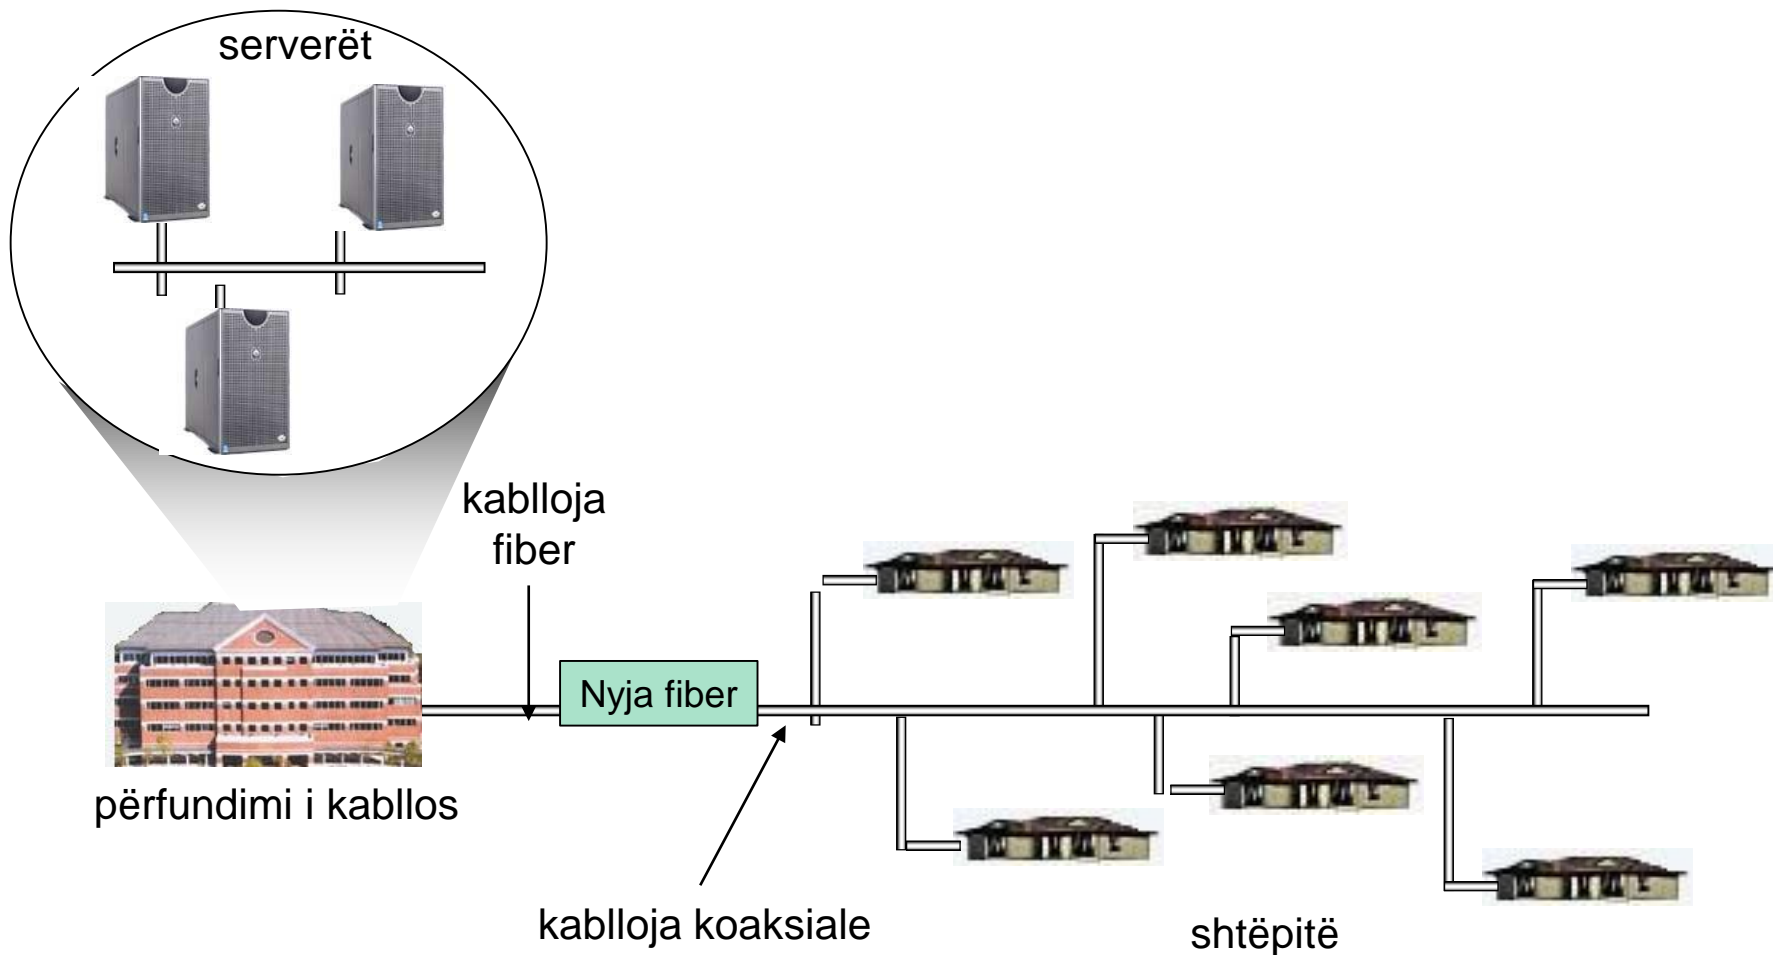 serverët
kablloja
fiber
Nyja fiber
përfundimi i kabllos
kablloja koaksiale
shtëpitë